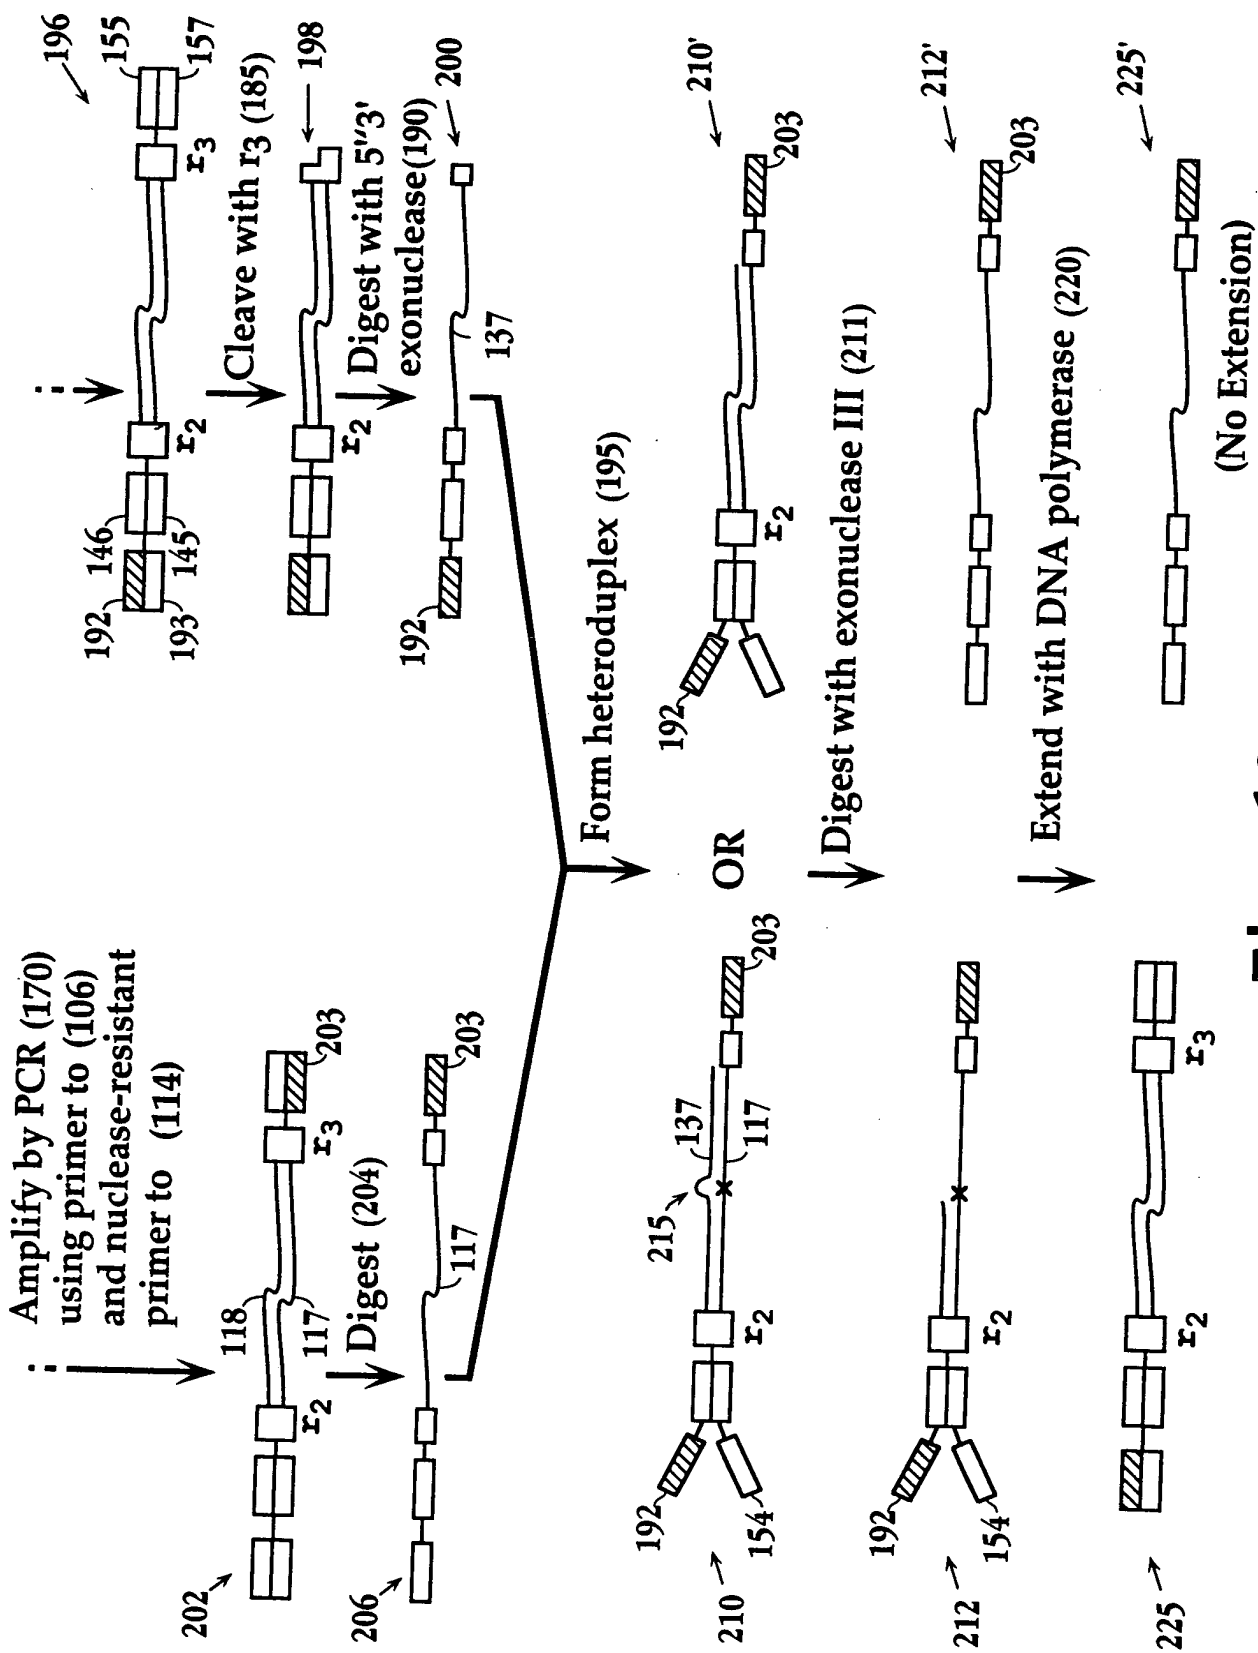 Amplify by PCR (170)
using primer to (106)
and nuclease-resistant
primer to (114)
202
118
117
r2
r3
203
Digest (204)
206
117
203
196
155
157
192
193
146
145
r2
r3
Cleave with r3 (185)
198
r2
Digest with 5"3'
exonuclease(190)
200
192
137
Form heteroduplex (195)
210
192
154
215
137
117
r2
203
OR
210'
192
r2
203
Digest with exonuclease III (211)
212
192
154
r2
212'
203
Extend with DNA polymerase (220)
225
r2
r3
225'
(No Extension)